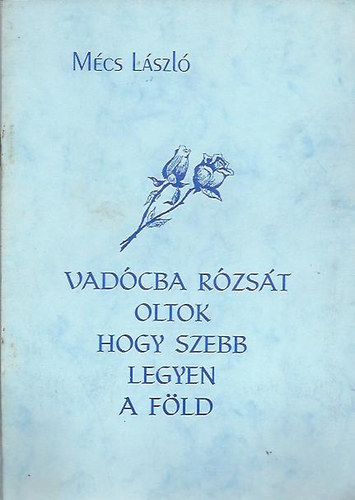 Mécs László
VADÓCBA RÓZSÁT
OLTOK
HOGY SZEBB
LEGYEN
A FÖLD